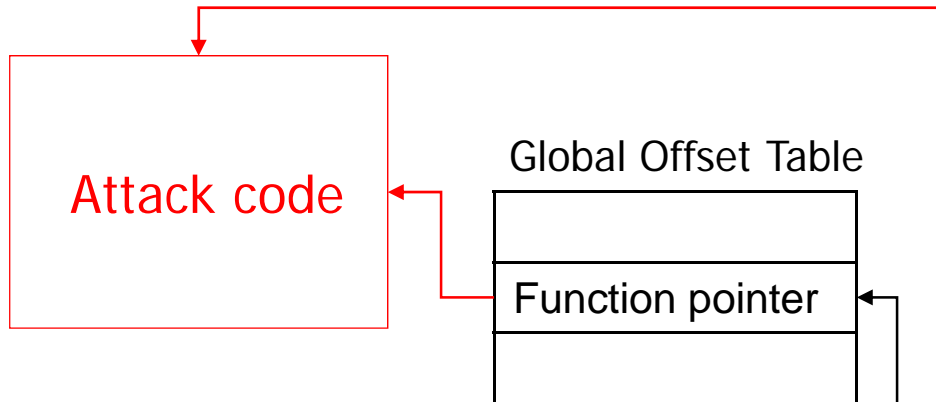 Global Offset Table
Attack code
Function pointer